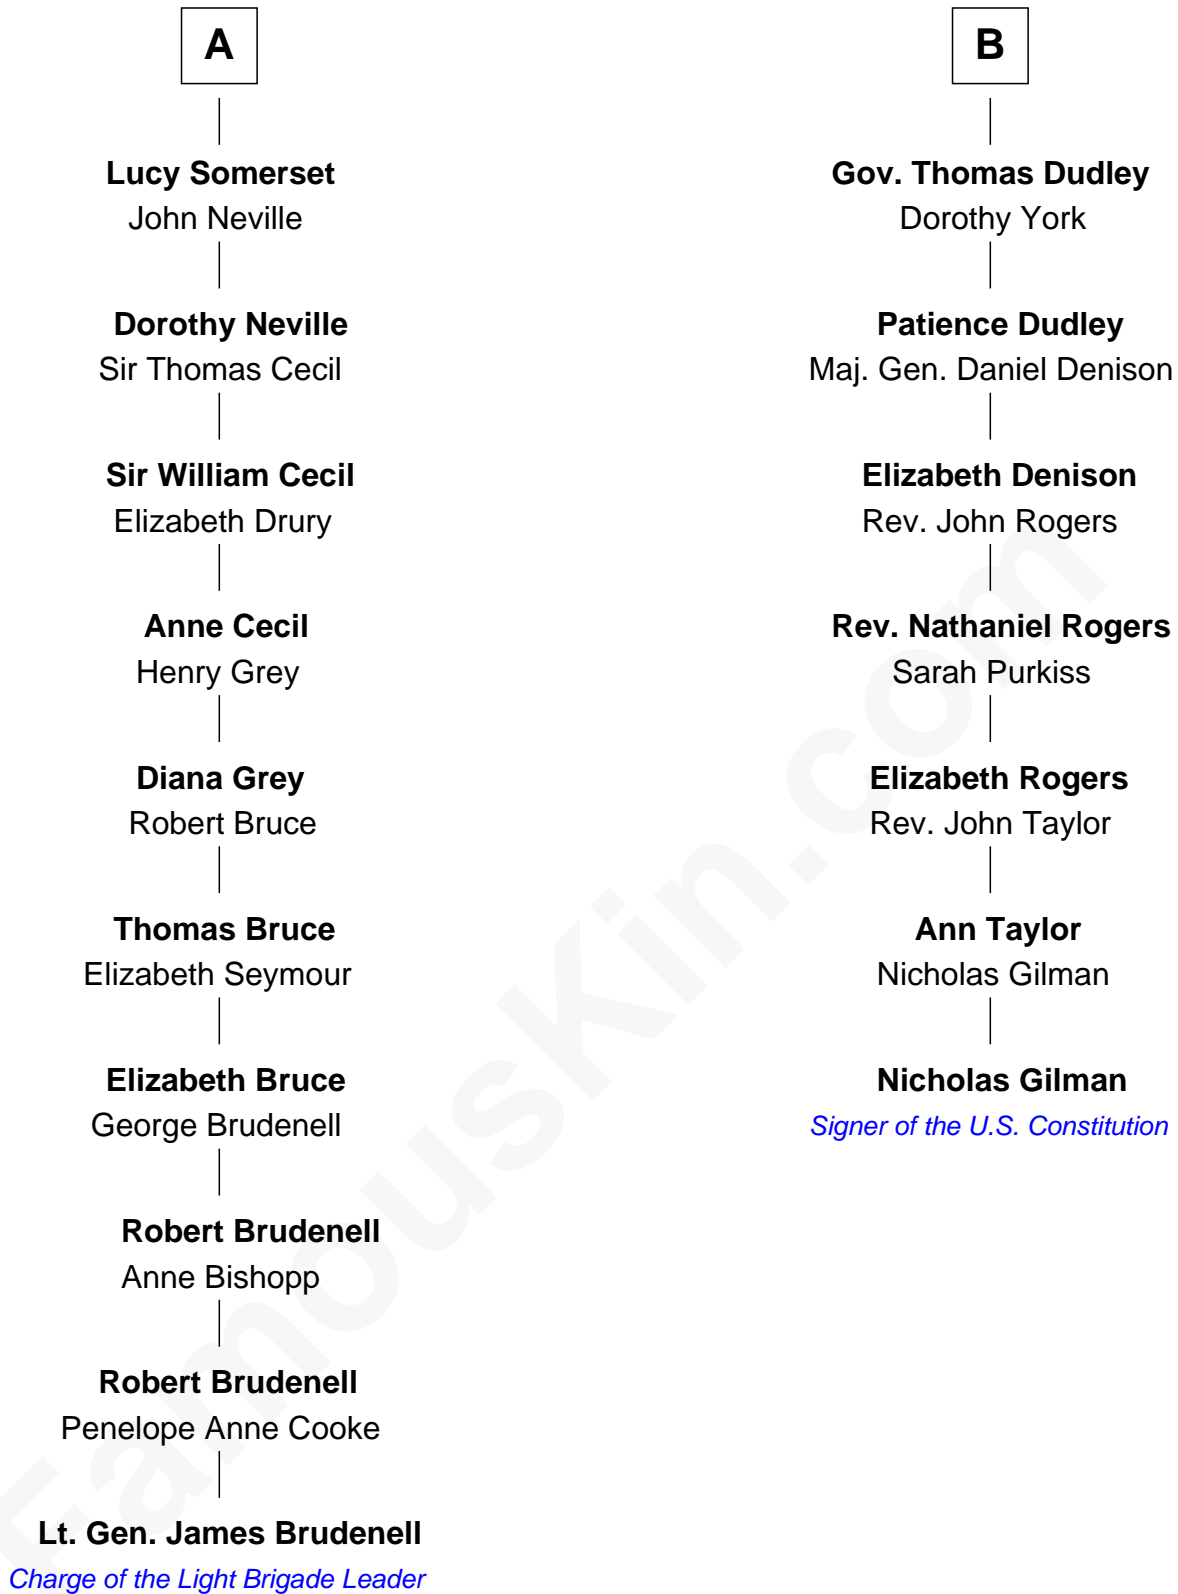 A
Lucy Somerset
John Neville
Dorothy Neville
Sir Thomas Cecil
Sir William Cecil
Elizabeth Drury
Anne Cecil
Henry Grey
Diana Grey
Robert Bruce
Thomas Bruce
Elizabeth Seymour
Elizabeth Bruce
George Brudenell
Robert Brudenell
Anne Bishopp
Robert Brudenell
Penelope Anne Cooke
Lt. Gen. James Brudenell
Charge of the Light Brigade Leader
B
Gov. Thomas Dudley
Dorothy York
Patience Dudley
Maj. Gen. Daniel Denison
Elizabeth Denison
Rev. John Rogers
Rev. Nathaniel Rogers
Sarah Purkiss
Elizabeth Rogers
Rev. John Taylor
Ann Taylor
Nicholas Gilman
Nicholas Gilman
Signer of the U.S. Constitution
FamousKin.com